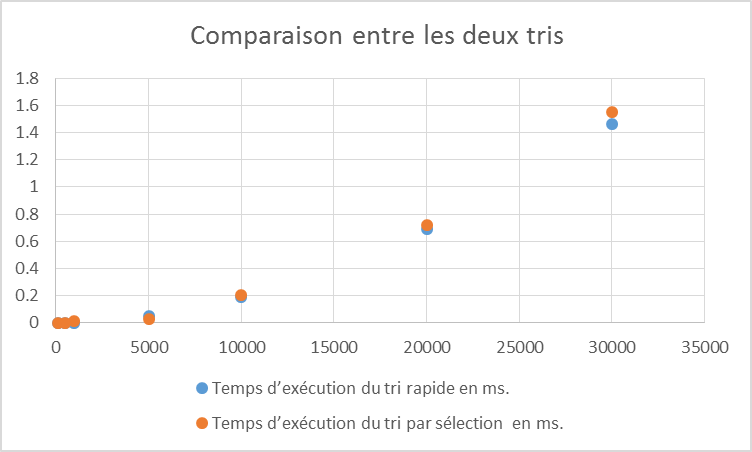 Comparaison entre les deux tris
1.8
1.6
1.4
1.2
1
0.8
0.6
0.4
0.2
0
0 5000 10000 15000 20000 25000 30000 35000
Temps d’exécution du tri rapide en ms.
Temps d’exécution du tri par sélection  en ms.